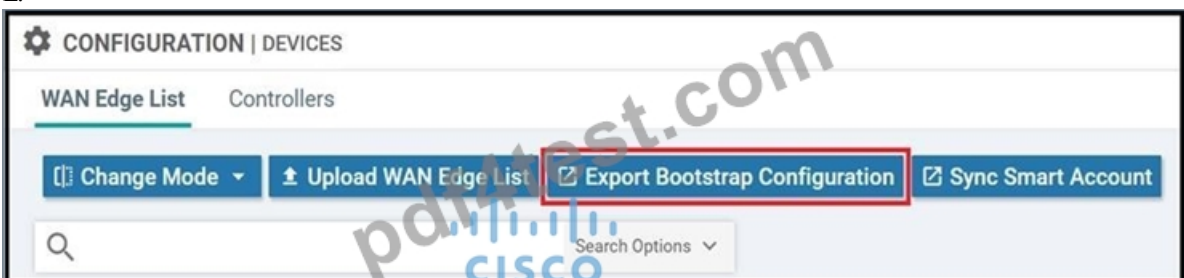 CONFIGURATION | DEVICES
WAN Edge List Controllers
Change Mode Upload WAN Edge List Export Bootstrap Configuration Sync Smart Account
Search Options
pdf4test.com
CISCO